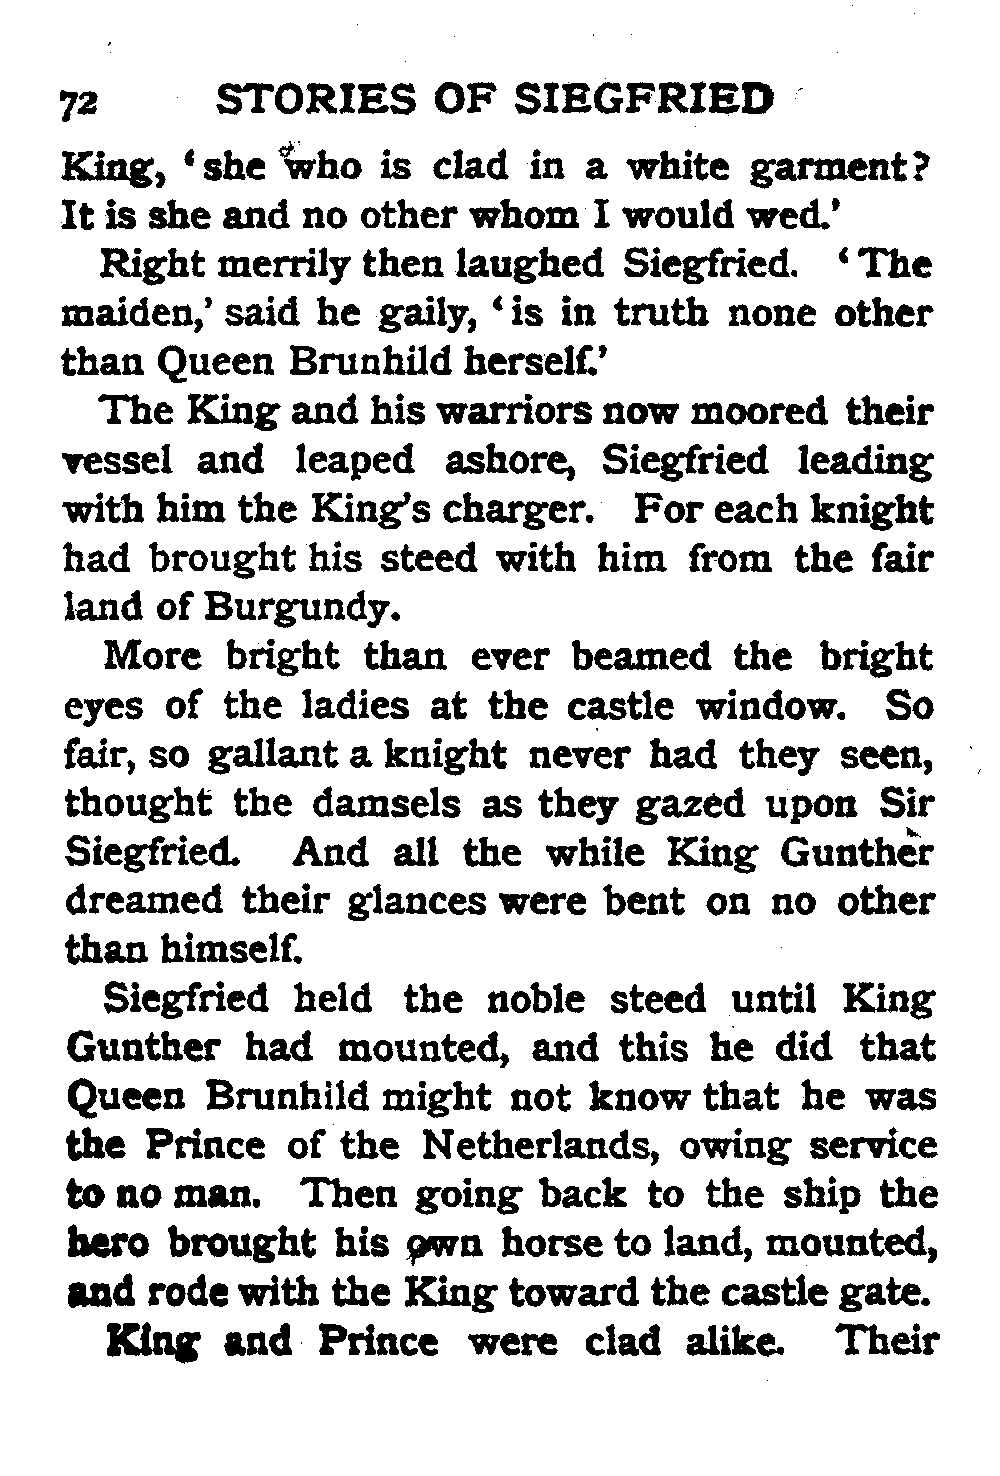 72 STORIES OF SIEGFRIED
King, ‘she who is clad in a white garment?
It is she and no other whom I would wed.’
Right merrily then laughed Siegfried. ‘The
maiden,’ said he gaily, ‘is in truth none other
than Queen Brunhild herself.’
The King and his warriors now moored their
vessel and leaped ashore, Siegfried leading
with him the King’s charger. For each knight
had brought his steed with him from the fair
land of Burgundy.
More bright than ever beamed the bright
eyes of the ladies at the castle window. So
fair, so gallant a knight never had they seen,
thought the damsels as they gazed upon Sir
Siegfried. And all the while King Gunther
dreamed their glances were bent on no other
than himself.
Siegfried held the noble steed until King
Gunther had mounted, and this he did that
Queen Brunhild might not know that he was
the Prince of the Netherlands, owing service
to no man. Then going back to the ship the
hero brought his own horse to land, mounted,
and rode with the King toward the castle gate.
King and Prince were clad alike. Their